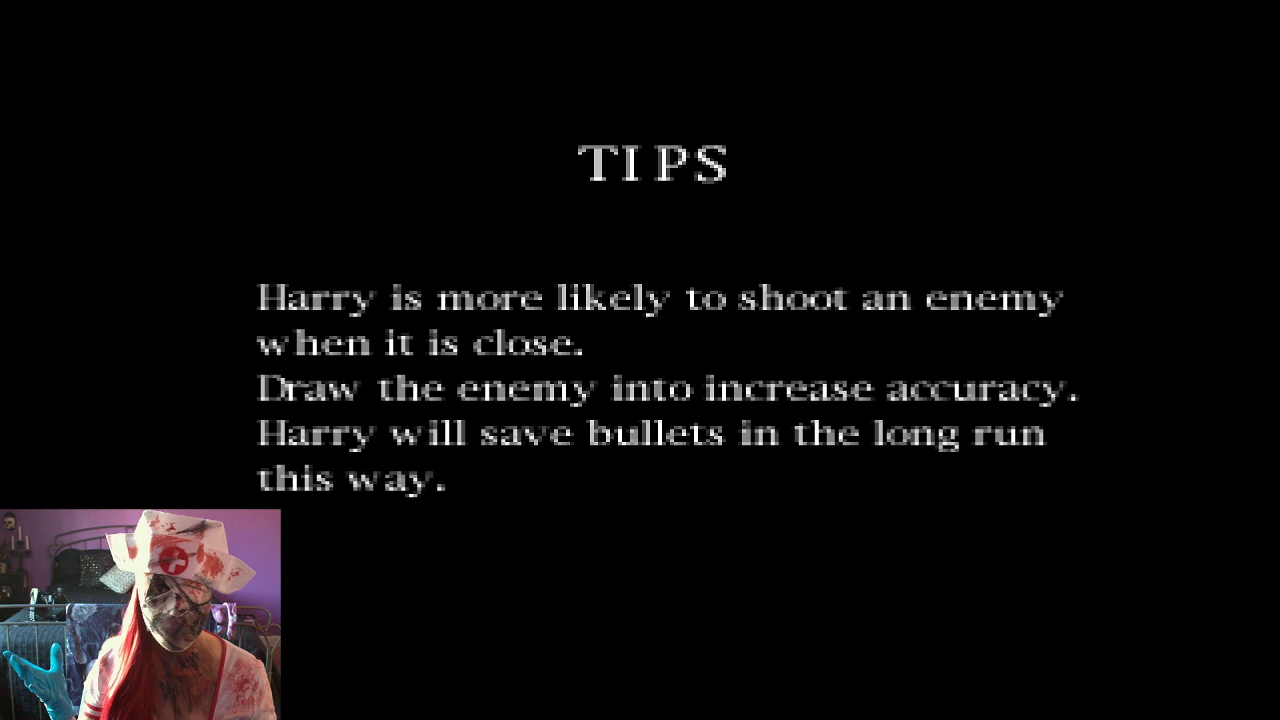 TIPS
Harry is more likely to shoot an enemy
when it is close.
Draw the enemy into increase accuracy.
Harry will save bullets in the long run
this way.